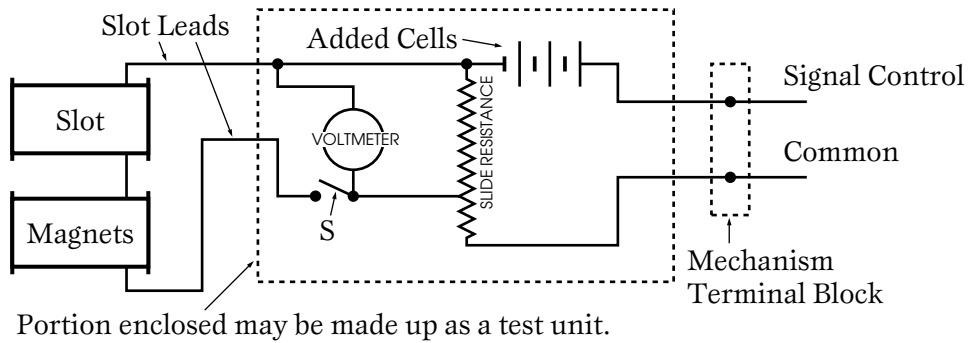 Slot Leads
Added Cells
Signal Control
Slot
VOLTMETER
SLIDE RESISTANCE
Common
S
Magnets
Mechanism
Terminal Block
Portion enclosed may be made up as a test unit.